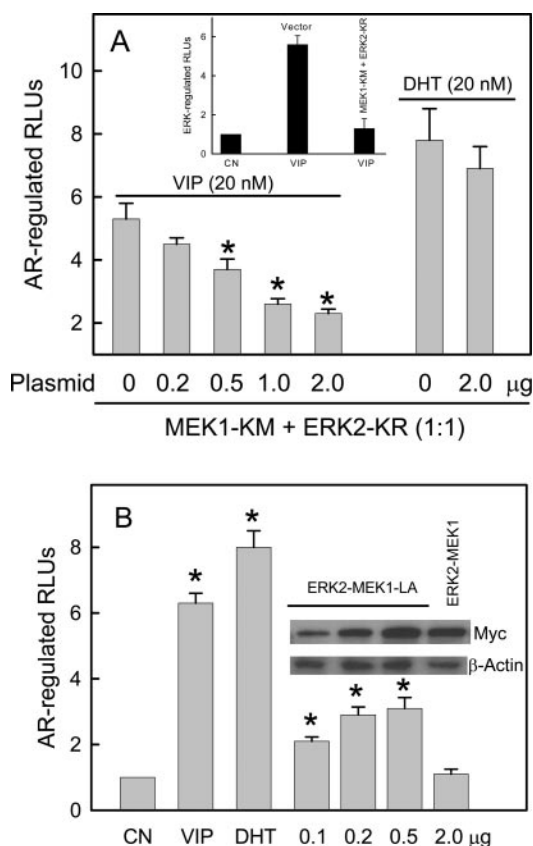 A
AR-regulated RLUs
10
8
6
4
2
ERK-regulated RLUs
6
4
2
0
Vector
MEK1-KM + ERK2-KR
CN VIP VIP
DHT (20 nM)
VIP (20 nM)
* * *
Plasmid 0 0.2 0.5 1.0 2.0 0 2.0 μg
MEK1-KM + ERK2-KR (1:1)
B
AR-regulated RLUs
8
6
4
2
0
* *
ERK2-MEK1-LA
ERK2-MEK1
Myc
β-Actin
* * *
CN VIP DHT 0.1 0.2 0.5 2.0 μg